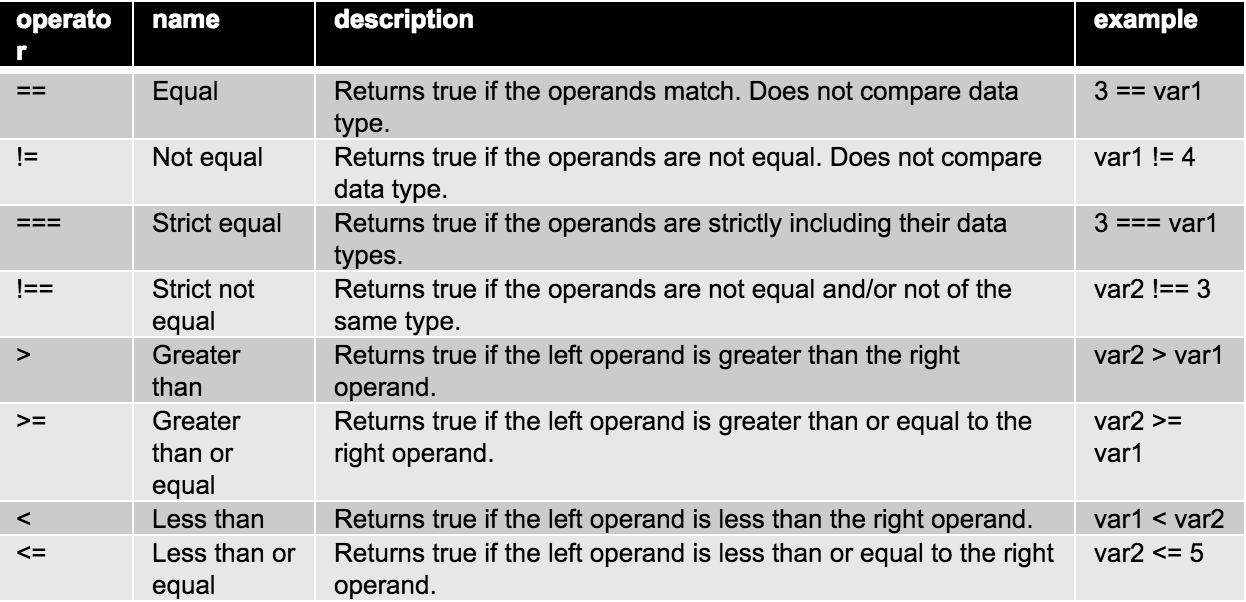 operato
r
name
description
example
==
Equal
Returns true if the operands match. Does not compare data
type.
3 == var1
!=
Not equal
Returns true if the operands are not equal. Does not compare
data type.
var1 != 4
===
Strict equal
Returns true if the operands are strictly including their data
types.
3 === var1
!==
Strict not
equal
Returns true if the operands are not equal and/or not of the
same type.
var2 !== 3
>
Greater
than
Returns true if the left operand is greater than the right
operand.
var2 > var1
>=
Greater
than or
equal
Returns true if the left operand is greater than or equal to the
right operand.
var2 >=
var1
<
Less than
Returns true if the left operand is less than the right operand.
var1 < var2
<=
Less than or
equal
Returns true if the left operand is less than or equal to the right
operand.
var2 <= 5